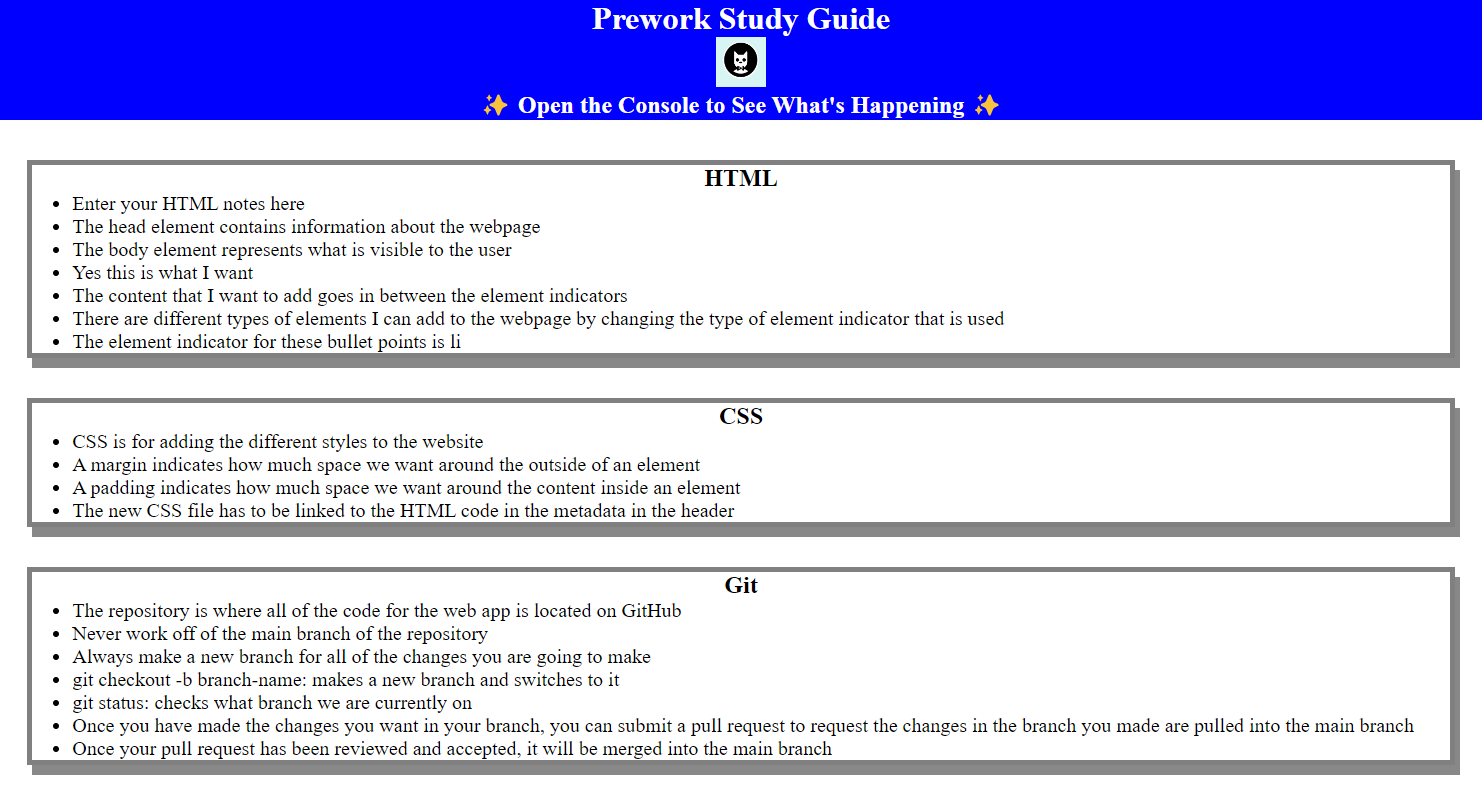 Prework Study Guide
✨ Open the Console to See What's Happening ✨
HTML
• Enter your HTML notes here
• The head element contains information about the webpage
• The body element represents what is visible to the user
• Yes this is what I want
• The content that I want to add goes in between the element indicators
• There are different types of elements I can add to the webpage by changing the type of element indicator that is used
• The element indicator for these bullet points is li
CSS
• CSS is for adding the different styles to the website
• A margin indicates how much space we want around the outside of an element
• A padding indicates how much space we want around the content inside an element
• The new CSS file has to be linked to the HTML code in the metadata in the header
Git
• The repository is where all of the code for the web app is located on GitHub
• Never work off of the main branch of the repository
• Always make a new branch for all of the changes you are going to make
• git checkout -b branch-name: makes a new branch and switches to it
• git status: checks what branch we are currently on
• Once you have made the changes you want in your branch, you can submit a pull request to request the changes in the branch you made are pulled into the main branch
• Once your pull request has been reviewed and accepted, it will be merged into the main branch